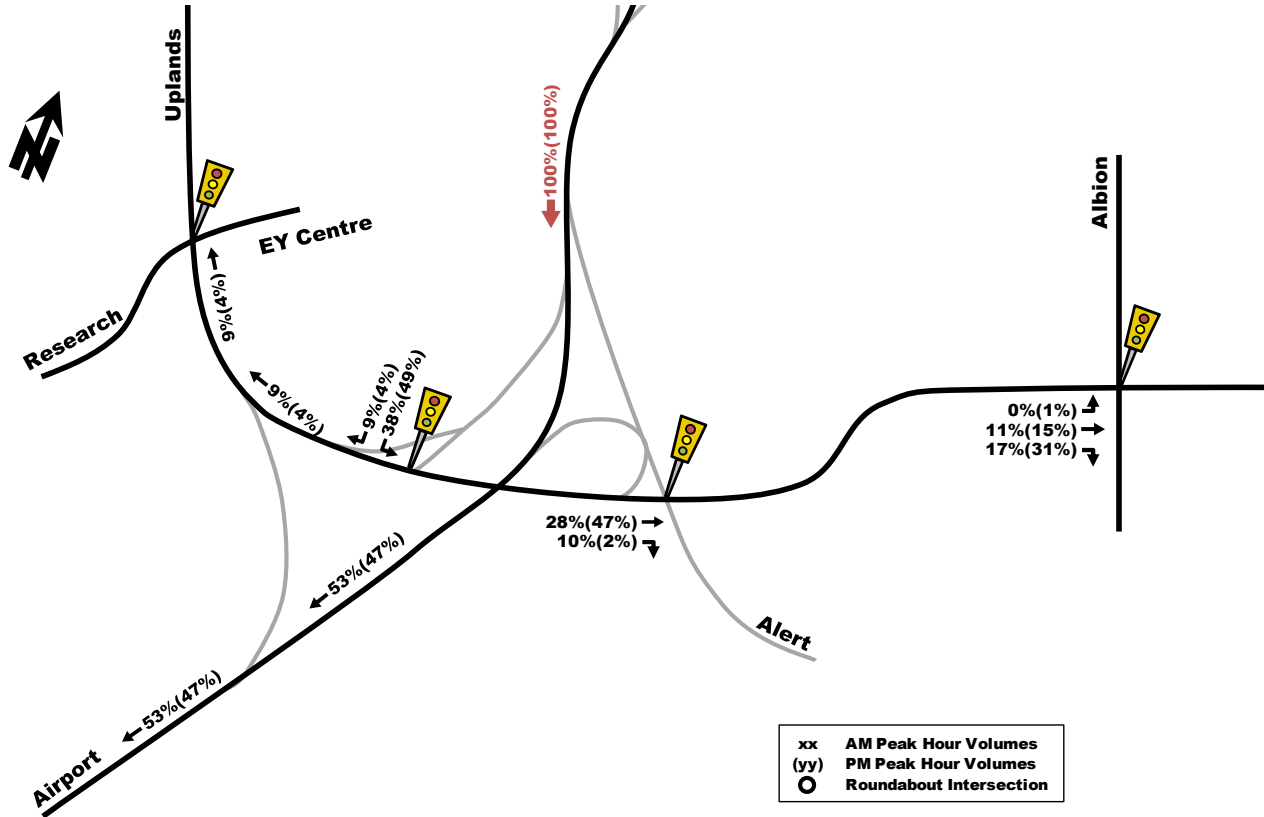 Uplands
N
100%(100%)
Albion
EY Centre
9%(4%)
Research
9%(4%)
9%(4%)
38%(49%)
0%(1%)
11%(15%)
17%(31%)
28%(47%)
10%(2%)
53%(47%)
Alert
53%(47%)
Airport
xx AM Peak Hour Volumes
(yy) PM Peak Hour Volumes
Roundabout Intersection